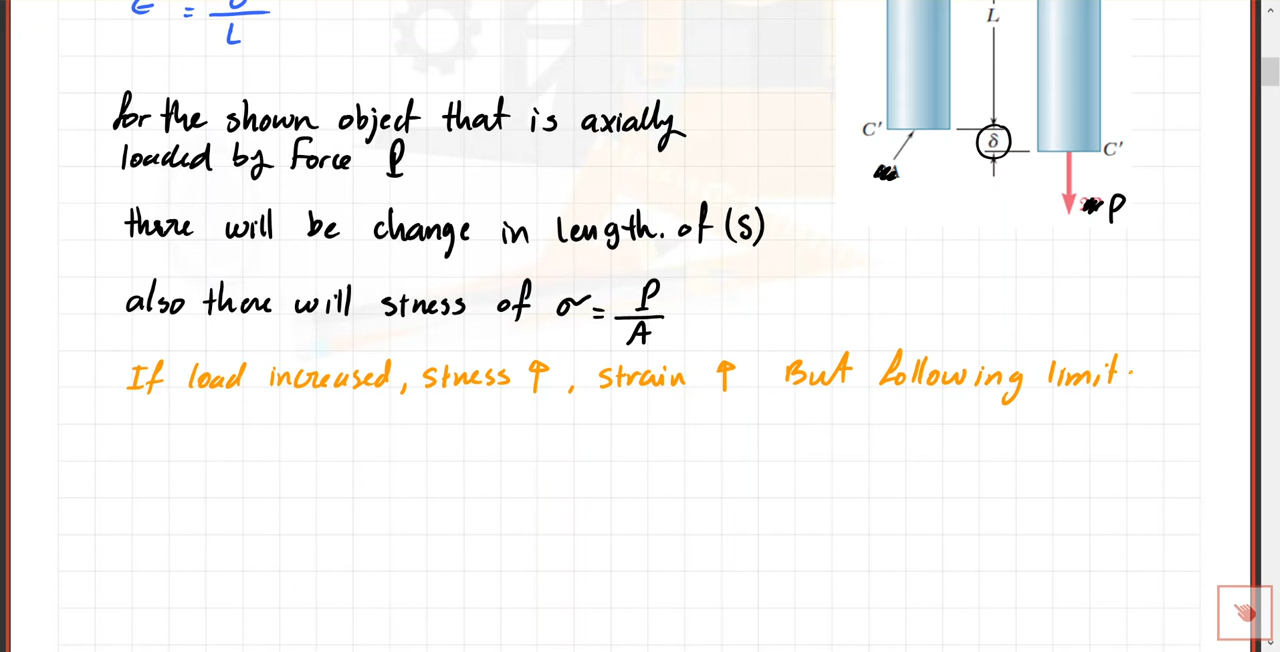 ε = δ
L
L
for the shown object that is axially
loaded by force P
C'
δ
C'
P
there will be change in length. of (S)
also there will stress of σ = P
A
If load increased, stress ↑, strain ↑ But following limit.